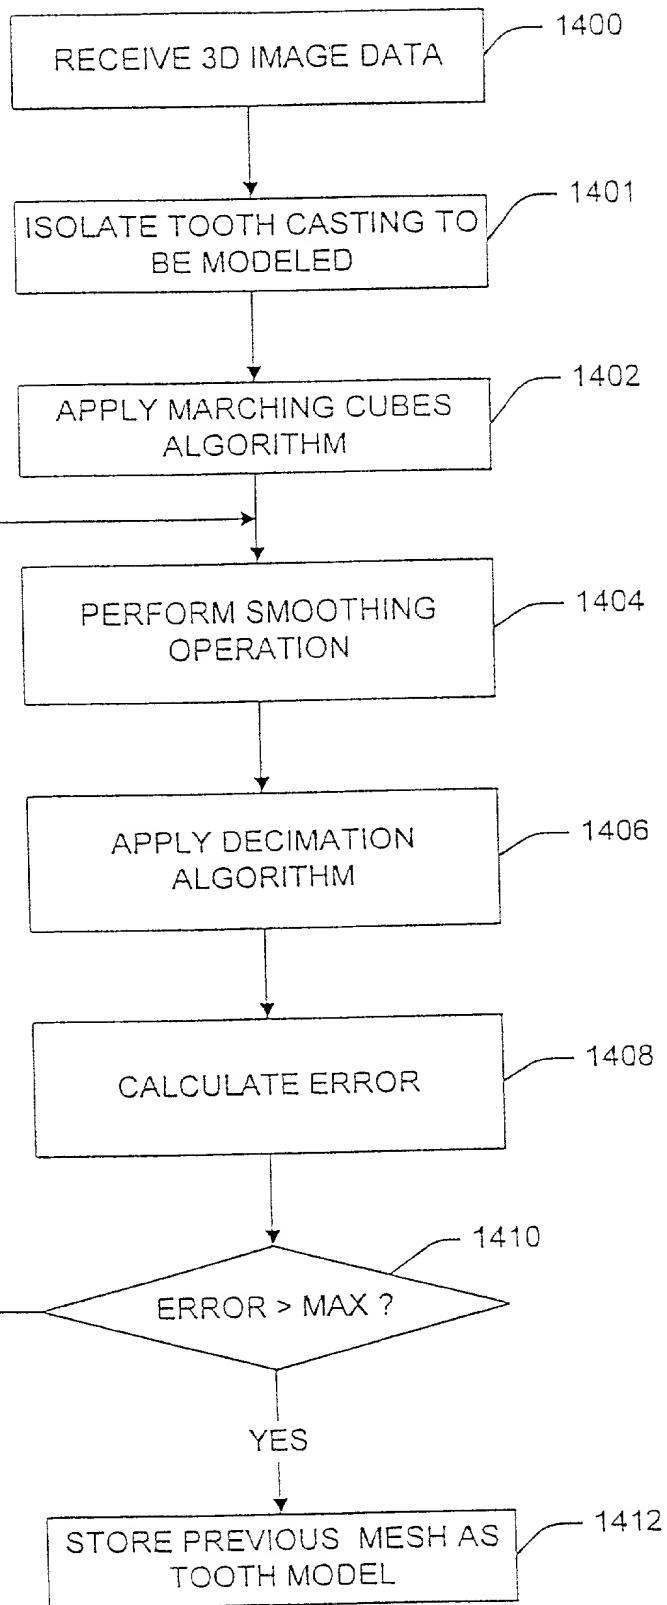 RECEIVE 3D IMAGE DATA
1400
ISOLATE TOOTH CASTING TO
BE MODELED
1401
APPLY MARCHING CUBES
ALGORITHM
1402
PERFORM SMOOTHING
OPERATION
1404
APPLY DECIMATION
ALGORITHM
1406
CALCULATE ERROR
1408
ERROR > MAX ?
1410
YES
STORE PREVIOUS MESH AS
TOOTH MODEL
1412